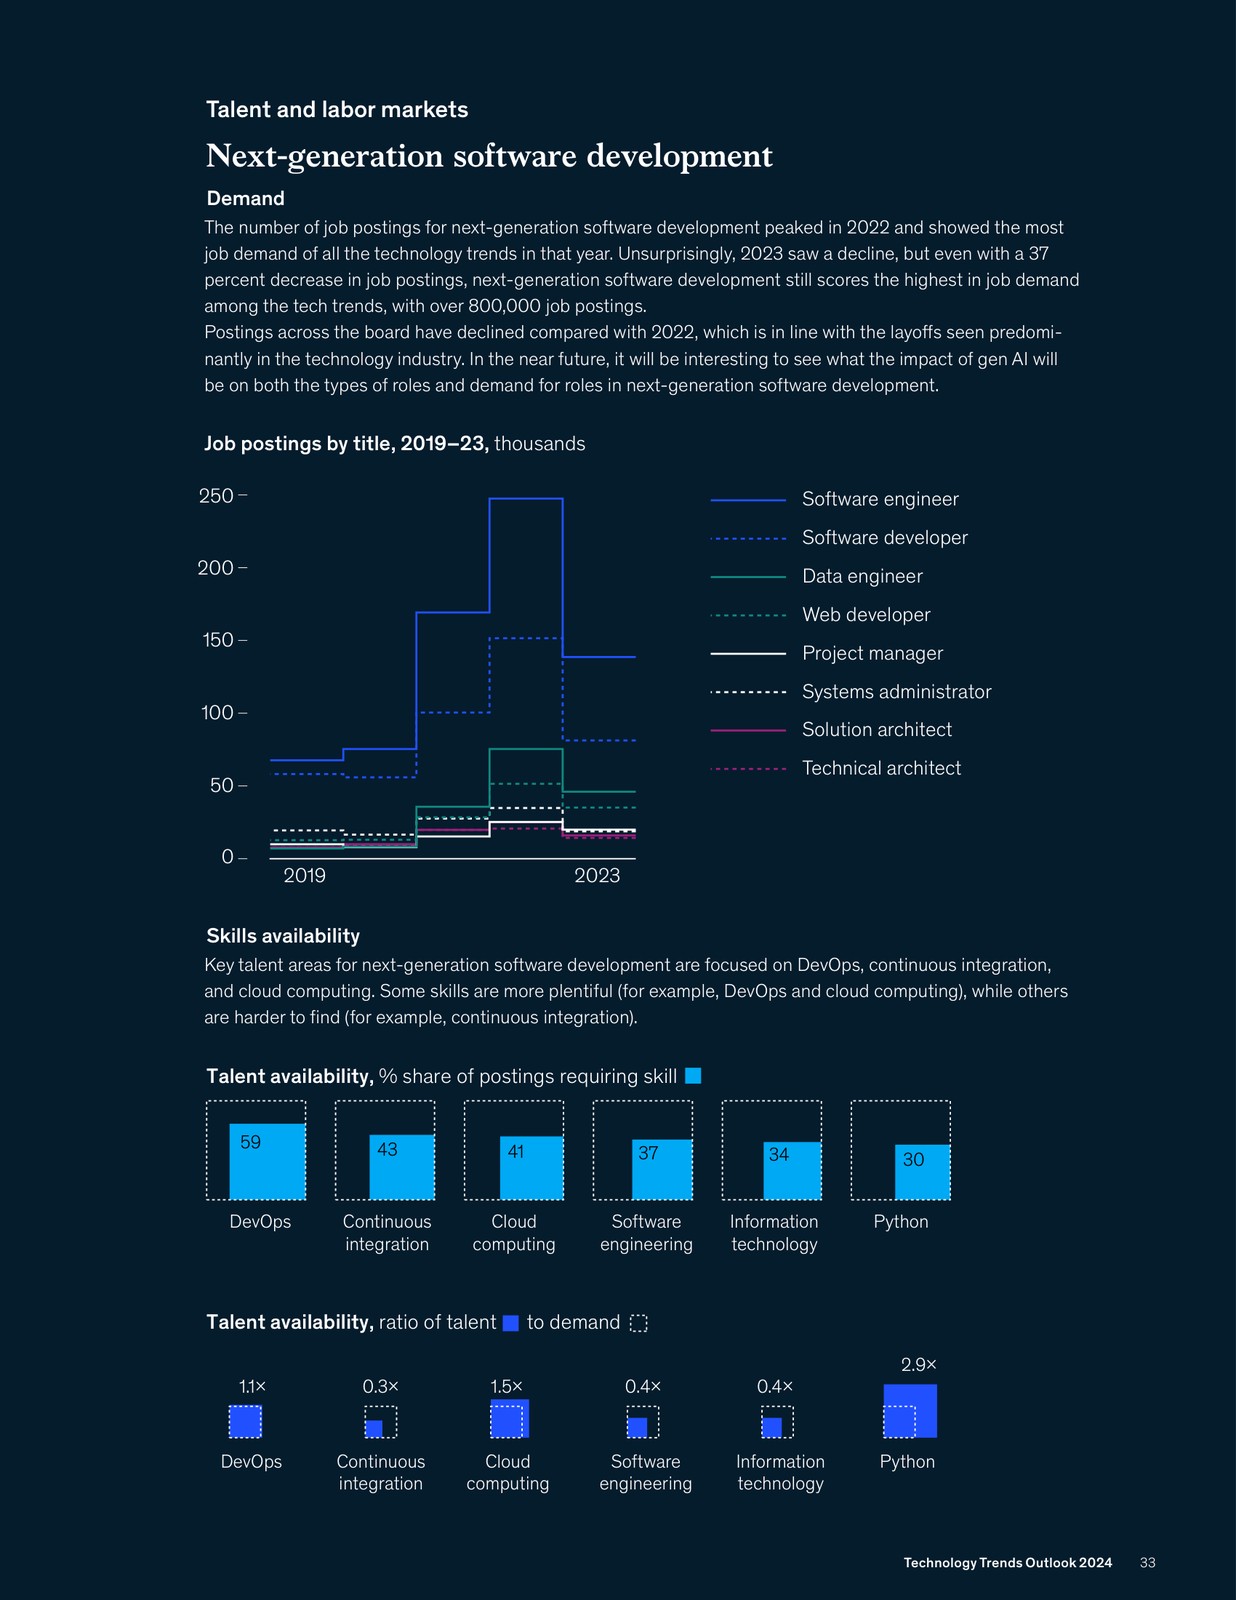 Talent and labor markets
Next-generation software development
Demand
The number of job postings for next-generation software development peaked in 2022 and showed the most
job demand of all the technology trends in that year. Unsurprisingly, 2023 saw a decline, but even with a 37
percent decrease in job postings, next-generation software development still scores the highest in job demand
among the tech trends, with over 800,000 job postings.
Postings across the board have declined compared with 2022, which is in line with the layoffs seen predomi-
nantly in the technology industry. In the near future, it will be interesting to see what the impact of gen AI will
be on both the types of roles and demand for roles in next-generation software development.
Job postings by title, 2019–23, thousands
250
200
150
100
50
0
2019
2023
Software engineer
Software developer
Data engineer
Web developer
Project manager
Systems administrator
Solution architect
Technical architect
Skills availability
Key talent areas for next-generation software development are focused on DevOps, continuous integration,
and cloud computing. Some skills are more plentiful (for example, DevOps and cloud computing), while others
are harder to find (for example, continuous integration).
Talent availability, % share of postings requiring skill
59
43
41
37
34
30
DevOps
Continuous
integration
Cloud
computing
Software
engineering
Information
technology
Python
Talent availability, ratio of talent to demand
1.1×
0.3×
1.5×
0.4×
0.4×
2.9×
DevOps
Continuous
integration
Cloud
computing
Software
engineering
Information
technology
Python
Technology Trends Outlook 2024 33